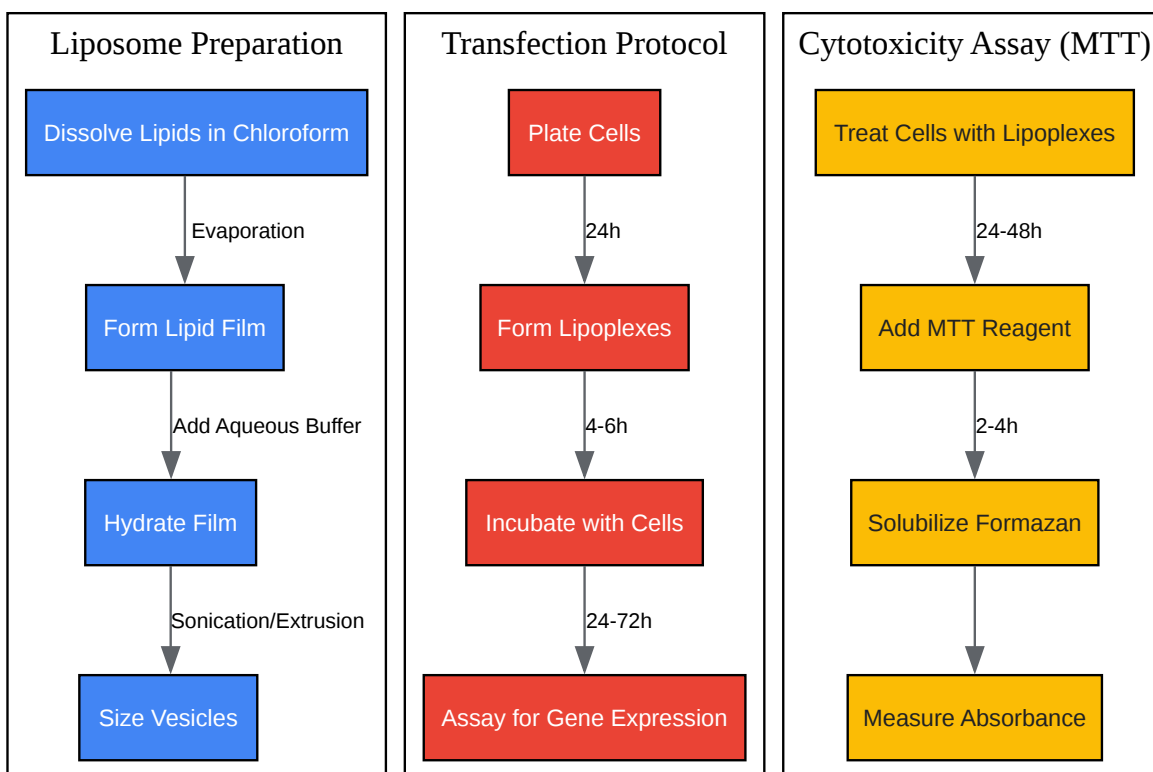 Liposome Preparation
Dissolve Lipids in Chloroform
Evaporation
Form Lipid Film
Add Aqueous Buffer
Hydrate Film
Sonication/Extrusion
Size Vesicles
Transfection Protocol
Plate Cells
24h
Form Lipoplexes
4-6h
Incubate with Cells
24-72h
Assay for Gene Expression
Cytotoxicity Assay (MTT)
Treat Cells with Lipoplexes
24-48h
Add MTT Reagent
2-4h
Solubilize Formazan
Measure Absorbance